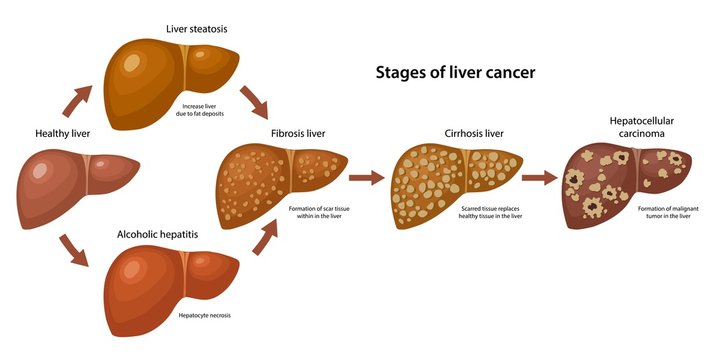 Liver steatosis
Increase liver
due to fat deposits
Stages of liver cancer
Healthy liver
Fibrosis liver
Formation of scar tissue
within in the liver
Cirrhosis liver
Scarred tissue replaces
healthy tissue in the liver
Hepatocellular
carcinoma
Formation of malignant
tumor in the liver
Alcoholic hepatitis
Hepatocyte necrosis